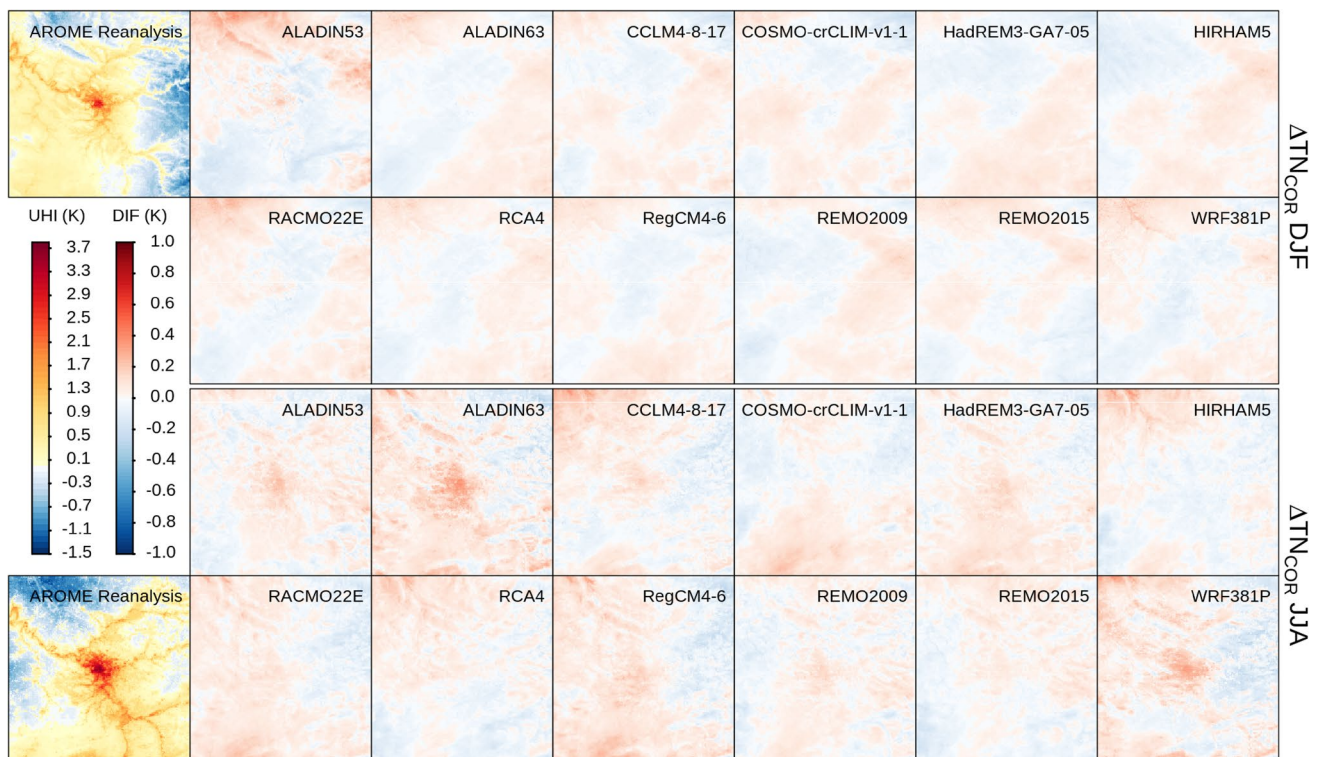 AROME Reanalysis
ALADIN53
ALADIN63
CCLM4-8-17
COSMO-crCLIM-v1-1
HadREM3-GA7-05
HIRHAM5
ΔTNCOR DJF
RACMO22E
RCA4
RegCM4-6
REMO2009
REMO2015
WRF381P
UHI (K)
3.7
3.3
2.9
2.5
2.1
1.7
1.3
0.9
0.5
0.1
-0.3
-0.7
-1.1
-1.5
DIF (K)
1.0
0.8
0.6
0.4
0.2
0.0
-0.2
-0.4
-0.6
-0.8
-1.0
ALADIN53
ALADIN63
CCLM4-8-17
COSMO-crCLIM-v1-1
HadREM3-GA7-05
HIRHAM5
ΔTNCOR JJA
AROME Reanalysis
RACMO22E
RCA4
RegCM4-6
REMO2009
REMO2015
WRF381P